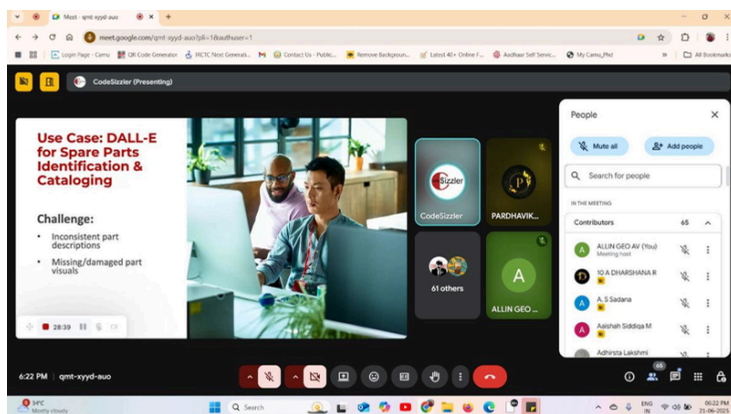 Meet - qmt-xyyd-auo
meet.google.com/qmt-xyyd-auo?pli=1&authuser=1
Login Page - Camu
QR Code Generator
IRCTC Next Generati...
Contact Us - Public...
Remove Backgroun...
Latest 40+ Online F...
Aadhaar Self Servic...
My Camu_Phd
All Bookmarks
CodeSizzler (Presenting)
Use Case: DALL-E
for Spare Parts
Identification &
Cataloging
Challenge:
• Inconsistent part
descriptions
• Missing/damaged part
visuals
28:39
Sizzler
CodeSizzler
P
PARDHAVIK...
61 others
A
ALLIN GEO ...
People
Mute all
Add people
Search for people
IN THE MEETING
Contributors
65
A
ALLIN GEO AV (You)
Meeting host
10 A DHARSHANA R
A
A. S Sadana
A
Aaishah Siddiqa M
Adhirsta Lakshmi
6:22 PM
qmt-xyyd-auo
65
34°C
Mostly cloudy
Search
ENG
IN
06:22 PM
21-06-2025